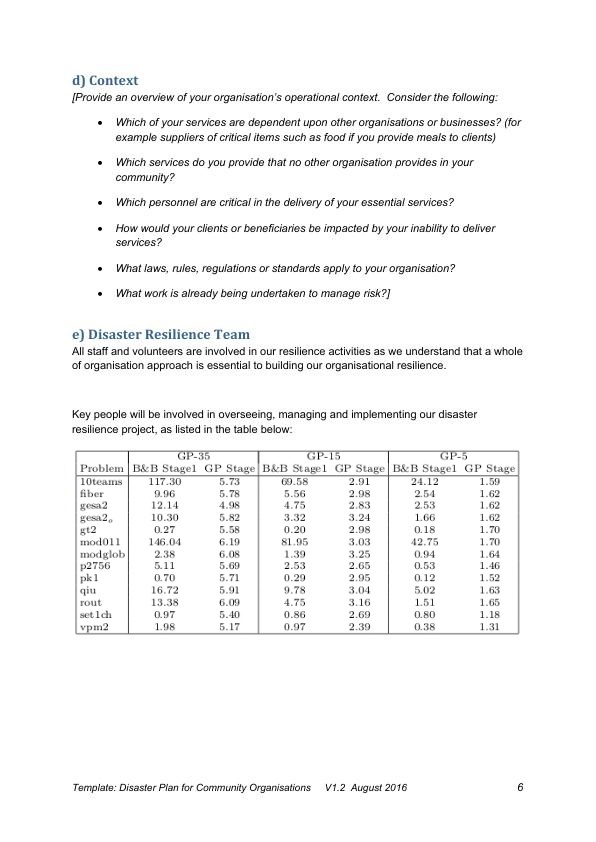 d) Context
[Provide an overview of your organisation's operational context.  Consider the following:
• Which of your services are dependent upon other organisations or businesses? (for
example suppliers of critical items such as food if you provide meals to clients)
• Which services do you provide that no other organisation provides in your
community?
• Which personnel are critical in the delivery of your essential services?
• How would your clients or beneficiaries be impacted by your inability to deliver
services?
• What laws, rules, regulations or standards apply to your organisation?
• What work is already being undertaken to manage risk?]
e) Disaster Resilience Team
All staff and volunteers are involved in our resilience activities as we understand that a whole
of organisation approach is essential to building our organisational resilience.
Key people will be involved in overseeing, managing and implementing our disaster
resilience project, as listed in the table below:
GP-35 GP-15 GP-5
Problem B&B Stage1 GP Stage B&B Stage1 GP Stage B&B Stage1 GP Stage
10teams 117.30 5.73 69.58 2.91 24.12 1.59
fiber 9.96 5.78 5.56 2.98 2.54 1.62
gesa2 12.14 4.98 4.75 2.83 2.53 1.62
gesa2_o 10.30 5.82 3.32 3.24 1.66 1.62
gt2 0.27 5.58 0.20 2.98 0.18 1.70
mod011 146.04 6.19 81.95 3.03 42.75 1.70
modglob 2.38 6.08 1.39 3.25 0.94 1.64
p2756 5.11 5.69 2.53 2.65 0.53 1.46
pk1 0.70 5.71 0.29 2.95 0.12 1.52
qiu 16.72 5.91 9.78 3.04 5.02 1.63
rout 13.38 6.09 4.75 3.16 1.51 1.65
set1ch 0.97 5.40 0.86 2.69 0.80 1.18
vpm2 1.98 5.17 0.97 2.39 0.38 1.31
Template: Disaster Plan for Community Organisations    V1.2  August 2016 6